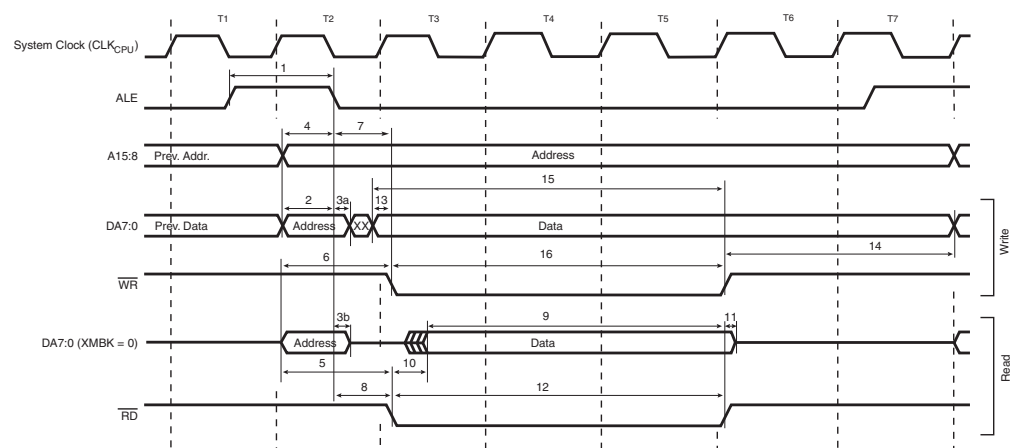 T1 T2 T3 T4 T5 T6 T7
System Clock (CLKCPU)
1
ALE
4 7
A15:8 Prev. Addr. Address
15
2 3a 13
DA7:0 Prev. Data Address XX Data
14
6 16
WR
Write
3b 9 11
DA7:0 (XMBK = 0) Address Data
5 10
8 12
RD
Read